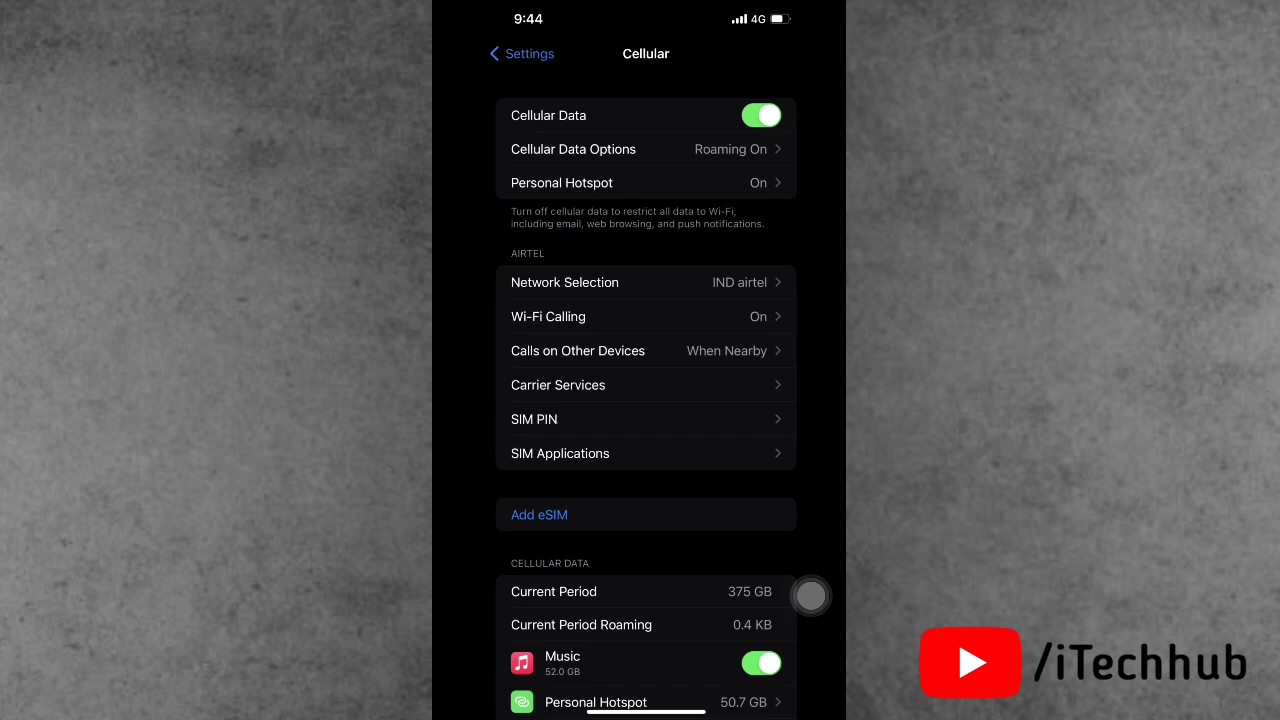 9:44
4G
Settings
Cellular
Cellular Data
Cellular Data Options Roaming On
Personal Hotspot On
Turn off cellular data to restrict all data to Wi-Fi,
including email, web browsing, and push notifications.
AIRTEL
Network Selection IND airtel
Wi-Fi Calling On
Calls on Other Devices When Nearby
Carrier Services
SIM PIN
SIM Applications
Add eSIM
CELLULAR DATA
Current Period 375 GB
Current Period Roaming 0.4 KB
Music
52.0 GB
Personal Hotspot 50.7 GB
/iTechhub